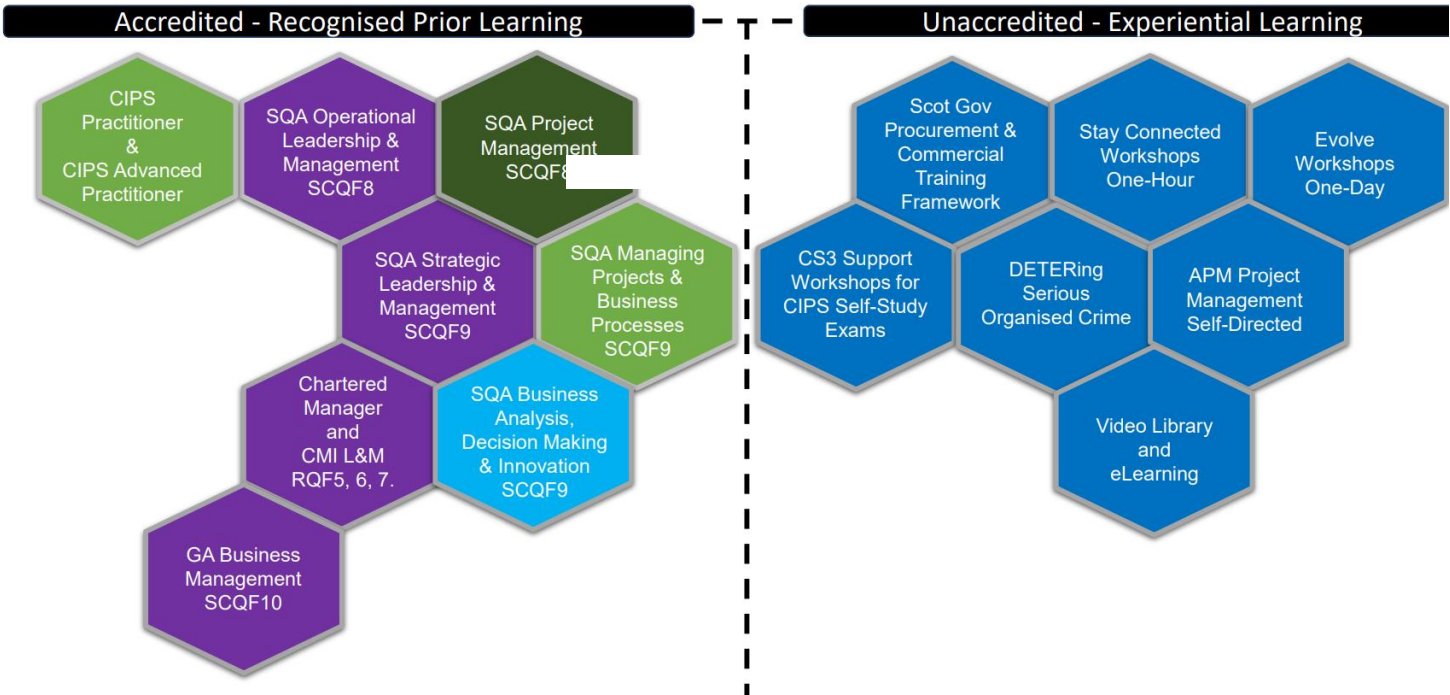 Accredited - Recognised Prior Learning
Unaccredited - Experiential Learning
CIPS
Practitioner
&
CIPS Advanced
Practitioner
SQA Operational
Leadership &
Management
SCQF8
SQA Project
Management
SCQF8
SQA Strategic
Leadership &
Management
SCQF9
SQA Managing
Projects &
Business
Processes
SCQF9
Chartered
Manager
and
CMI L&M
RQF5, 6, 7.
SQA Business
Analysis,
Decision Making
& Innovation
SCQF9
GA Business
Management
SCQF10
Scot Gov
Procurement &
Commercial
Training
Framework
Stay Connected
Workshops
One-Hour
Evolve
Workshops
One-Day
CS3 Support
Workshops for
CIPS Self-Study
Exams
DETERing
Serious
Organised Crime
APM Project
Management
Self-Directed
Video Library
and
eLearning